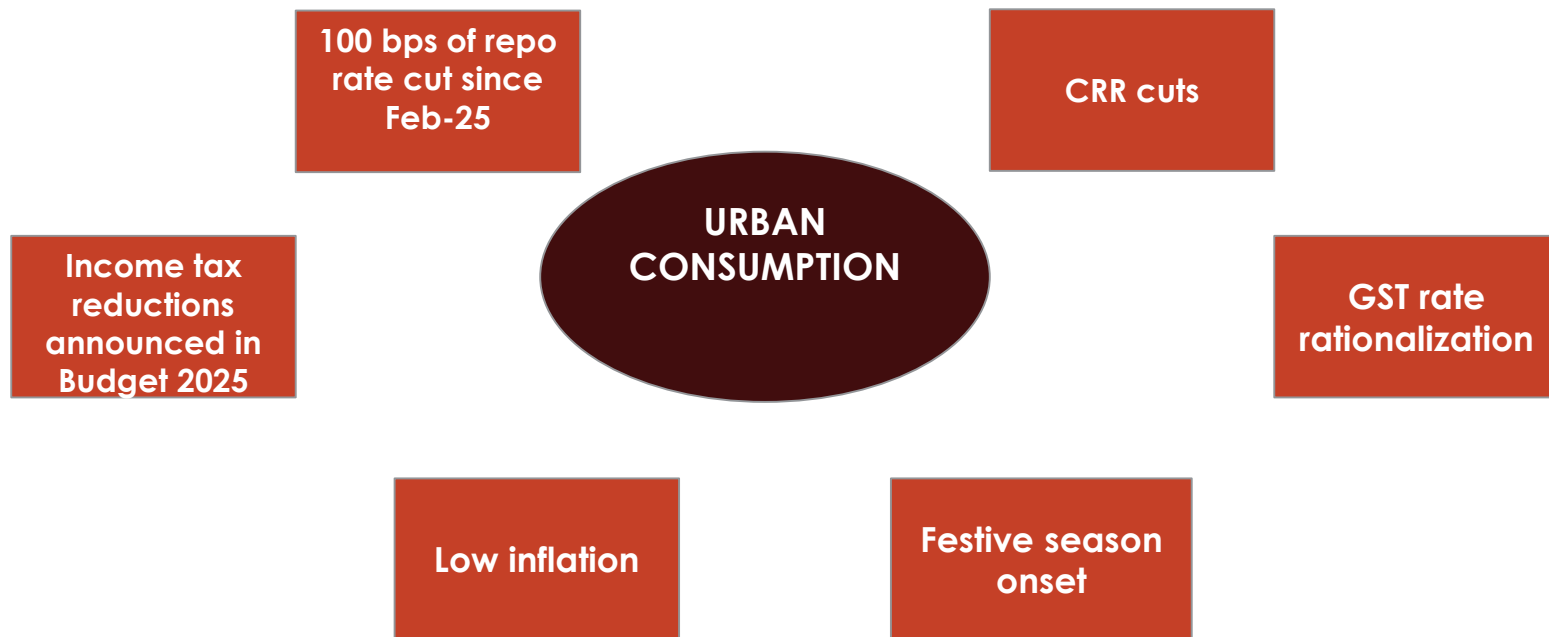 100 bps of repo
rate cut since
Feb-25
CRR cuts
URBAN
CONSUMPTION
Income tax
reductions
announced in
Budget 2025
GST rate
rationalization
Low inflation
Festive season
onset